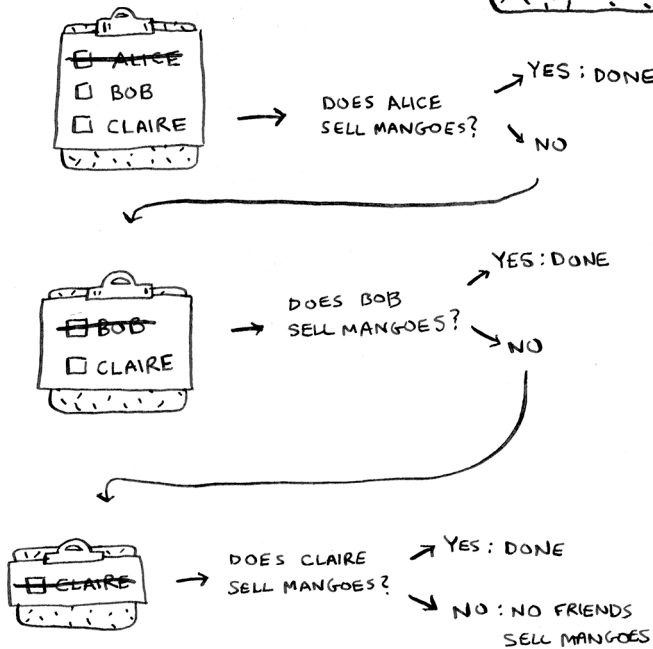 ALICE
BOB
CLAIRE
DOES ALICE
SELL MANGOES?
YES : DONE
NO
BOB
CLAIRE
DOES BOB
SELL MANGOES?
YES : DONE
NO
CLAIRE
DOES CLAIRE
SELL MANGOES?
YES : DONE
NO : NO FRIENDS
SELL MANGOES